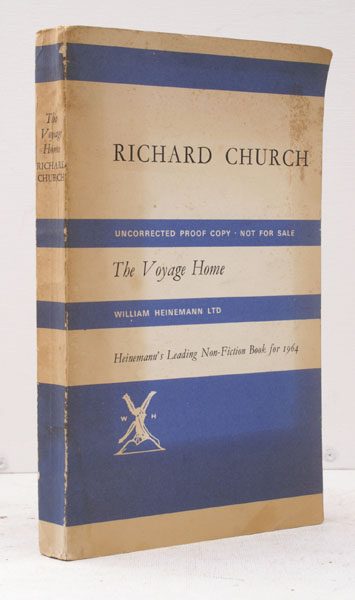 The
Voyage
Home
RICHARD
CHURCH
RICHARD CHURCH
UNCORRECTED PROOF COPY · NOT FOR SALE
The Voyage Home
WILLIAM HEINEMANN LTD
Heinemann's Leading Non-Fiction Book for 1964
W H